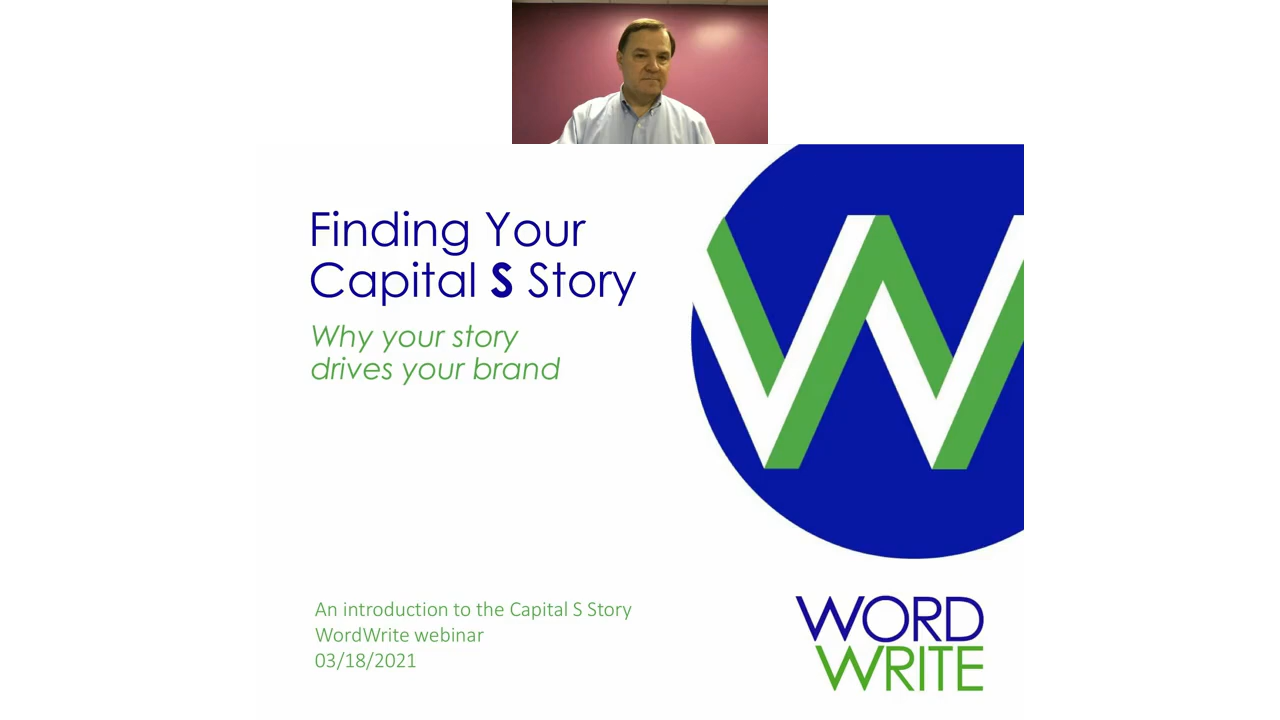 Finding Your
Capital S Story
Why your story
drives your brand
An introduction to the Capital S Story
WordWrite webinar
03/18/2021
W
WORD
WRITE